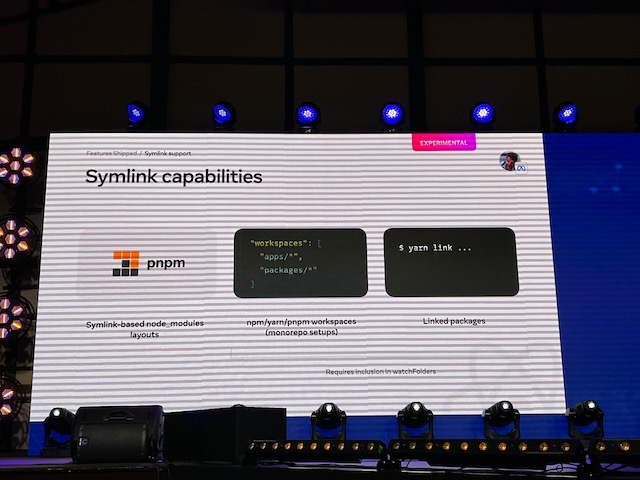 EXPERIMENTAL
Features Shipped / Symlink support
Symlink capabilities
pnpm
Symlink-based node_modules
layouts
"workspaces": [
"apps/*",
"packages/*"
]
npm/yarn/pnpm workspaces
(monorepo setups)
$ yarn link ...
Linked packages
Requires inclusion in watchFolders